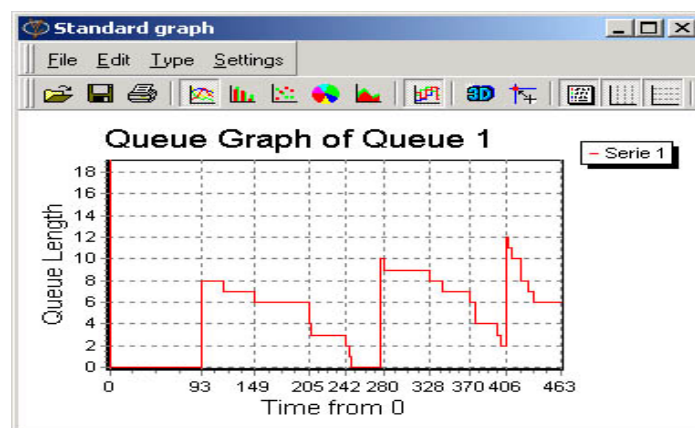 Standard graph
File Edit Type Settings
3D
Queue Graph of Queue 1
Serie 1
18
16
14
12
10
8
6
4
2
0
Queue Length
0 93 149 205 242 280 328 370 406 463
Time from 0